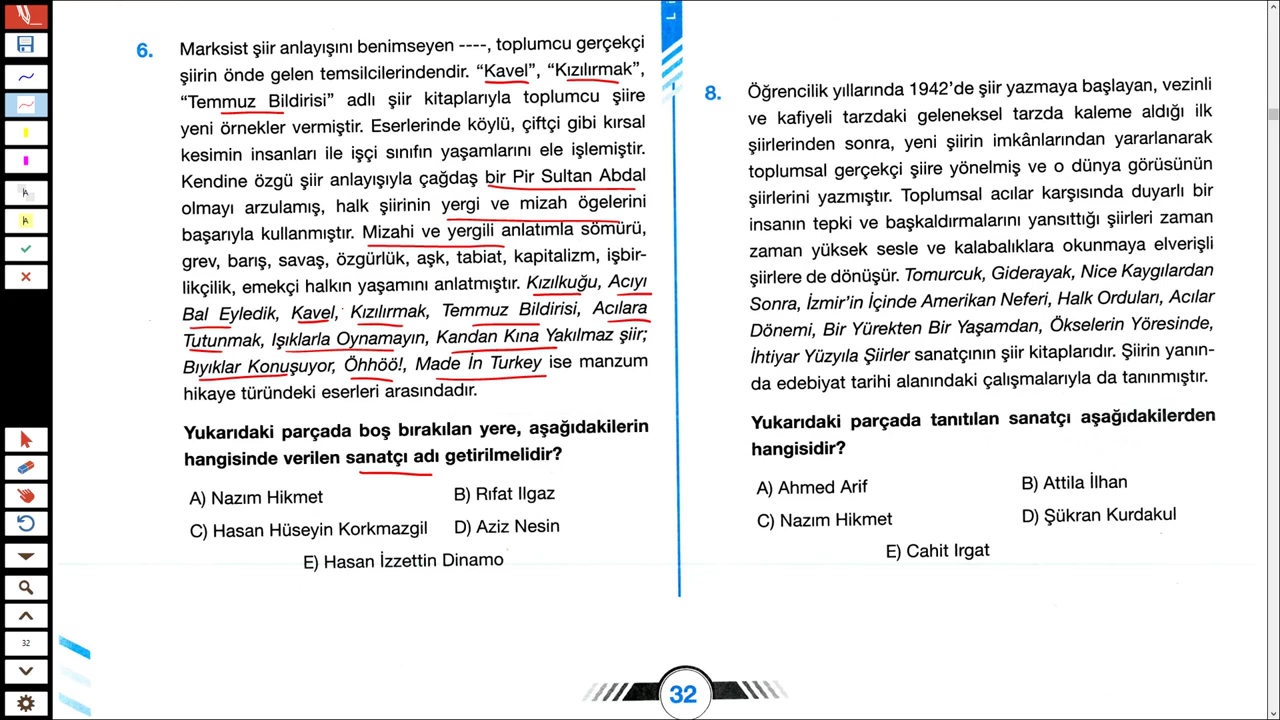 6. Marksist şiir anlayışını benimseyen ----, toplumcu gerçekçi
şiirin önde gelen temsilcilerindendir. “Kavel”, “Kızılırmak”,
“Temmuz Bildirisi” adlı şiir kitaplarıyla toplumcu şiire
yeni örnekler vermiştir. Eserlerinde köylü, çiftçi gibi kırsal
kesimin insanları ile işçi sınıfın yaşamlarını ele işlemiştir.
Kendine özgü şiir anlayışıyla çağdaş bir Pir Sultan Abdal
olmayı arzulamış, halk şiirinin yergi ve mizah ögelerini
başarıyla kullanmıştır. Mizahi ve yergili anlatımla sömürü,
grev, barış, savaş, özgürlük, aşk, tabiat, kapitalizm, işbir-
likçilik, emekçi halkın yaşamını anlatmıştır. Kızılkuğu, Acıyı
Bal Eyledik, Kavel, Kızılırmak, Temmuz Bildirisi, Acılara
Tutunmak, Işıklarla Oynamayın, Kandan Kına Yakılmaz şiir;
Bıyıklar Konuşuyor, Öhhöö!, Made İn Turkey ise manzum
hikaye türündeki eserleri arasındadır.
Yukarıdaki parçada boş bırakılan yere, aşağıdakilerin
hangisinde verilen sanatçı adı getirilmelidir?
A) Nazım Hikmet
B) Rıfat Ilgaz
C) Hasan Hüseyin Korkmazgil
D) Aziz Nesin
E) Hasan İzzettin Dinamo
8. Öğrencilik yıllarında 1942’de şiir yazmaya başlayan, vezinli
ve kafiyeli tarzdaki geleneksel tarzda kaleme aldığı ilk
şiirlerinden sonra, yeni şiirin imkânlarından yararlanarak
toplumsal gerçekçi şiire yönelmiş ve o dünya görüsünün
şiirlerini yazmıştır. Toplumsal acılar karşısında duyarlı bir
insanın tepki ve başkaldırmalarını yansıttığı şiirleri zaman
zaman yüksek sesle ve kalabalıklara okunmaya elverişli
şiirlere de dönüşür. Tomurcuk, Giderayak, Nice Kaygılardan
Sonra, İzmir’in İçinde Amerikan Neferi, Halk Orduları, Acılar
Dönemi, Bir Yürekten Bir Yaşamdan, Ökselerin Yöresinde,
İhtiyar Yüzyıla Şiirler sanatçının şiir kitaplarıdır. Şiirin yanın-
da edebiyat tarihi alanındaki çalışmalarıyla da tanınmıştır.
Yukarıdaki parçada tanıtılan sanatçı aşağıdakilerden
hangisidir?
A) Ahmed Arif
B) Attila İlhan
C) Nazım Hikmet
D) Şükran Kurdakul
E) Cahit Irgat
32
32